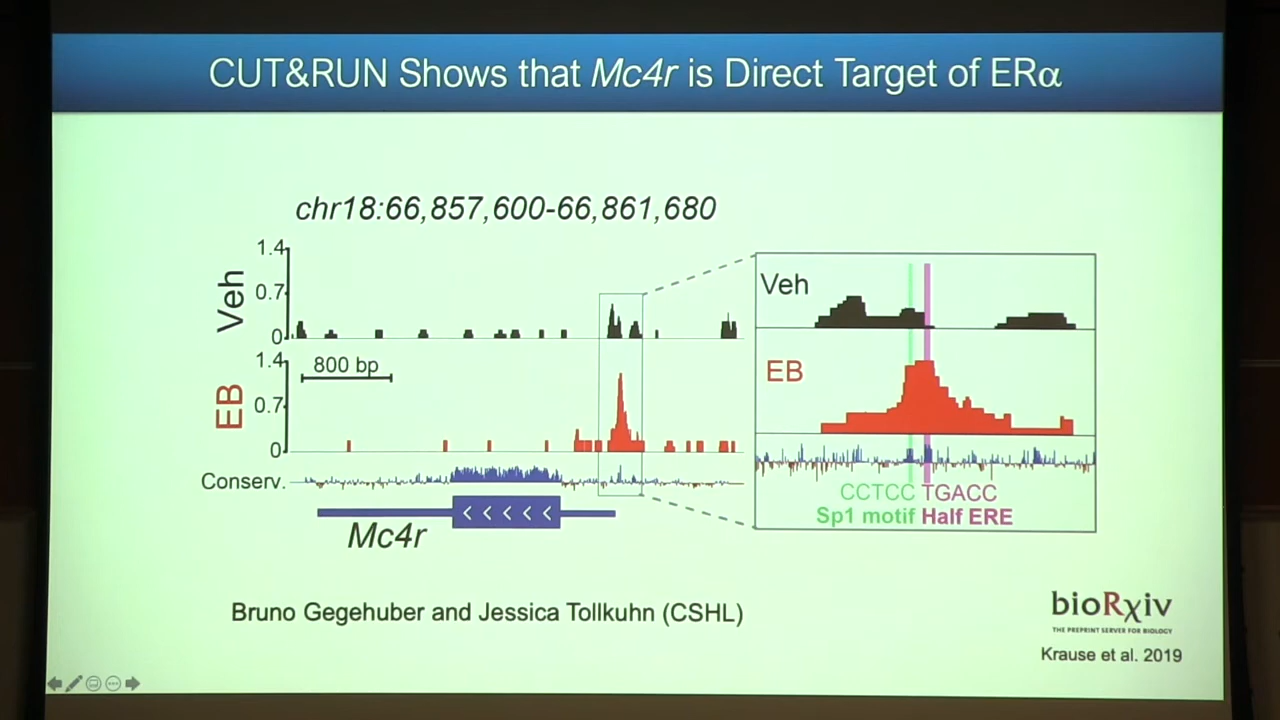 CUT&RUN Shows that Mc4r is Direct Target of ERα
chr18:66,857,600-66,861,680
1.4
0.7
0
Veh
1.4
0.7
0
EB
800 bp
Conserv.
Mc4r
Veh
EB
CCTCC TGACC
Sp1 motif Half ERE
Bruno Gegehuber and Jessica Tollkuhn (CSHL)
bioRχiv
THE PREPRINT SERVER FOR BIOLOGY
Krause et al. 2019